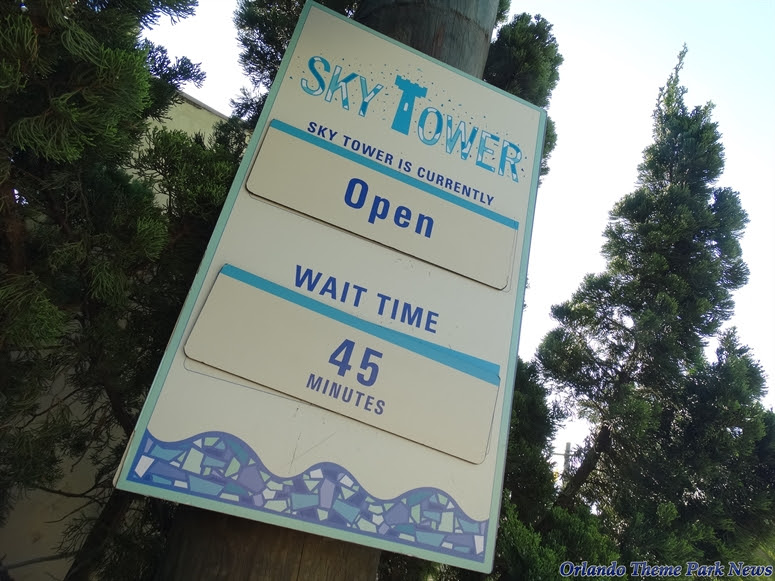 SKY TOWER
SKY TOWER IS CURRENTLY
Open
WAIT TIME
45
MINUTES
Orlando Theme Park News